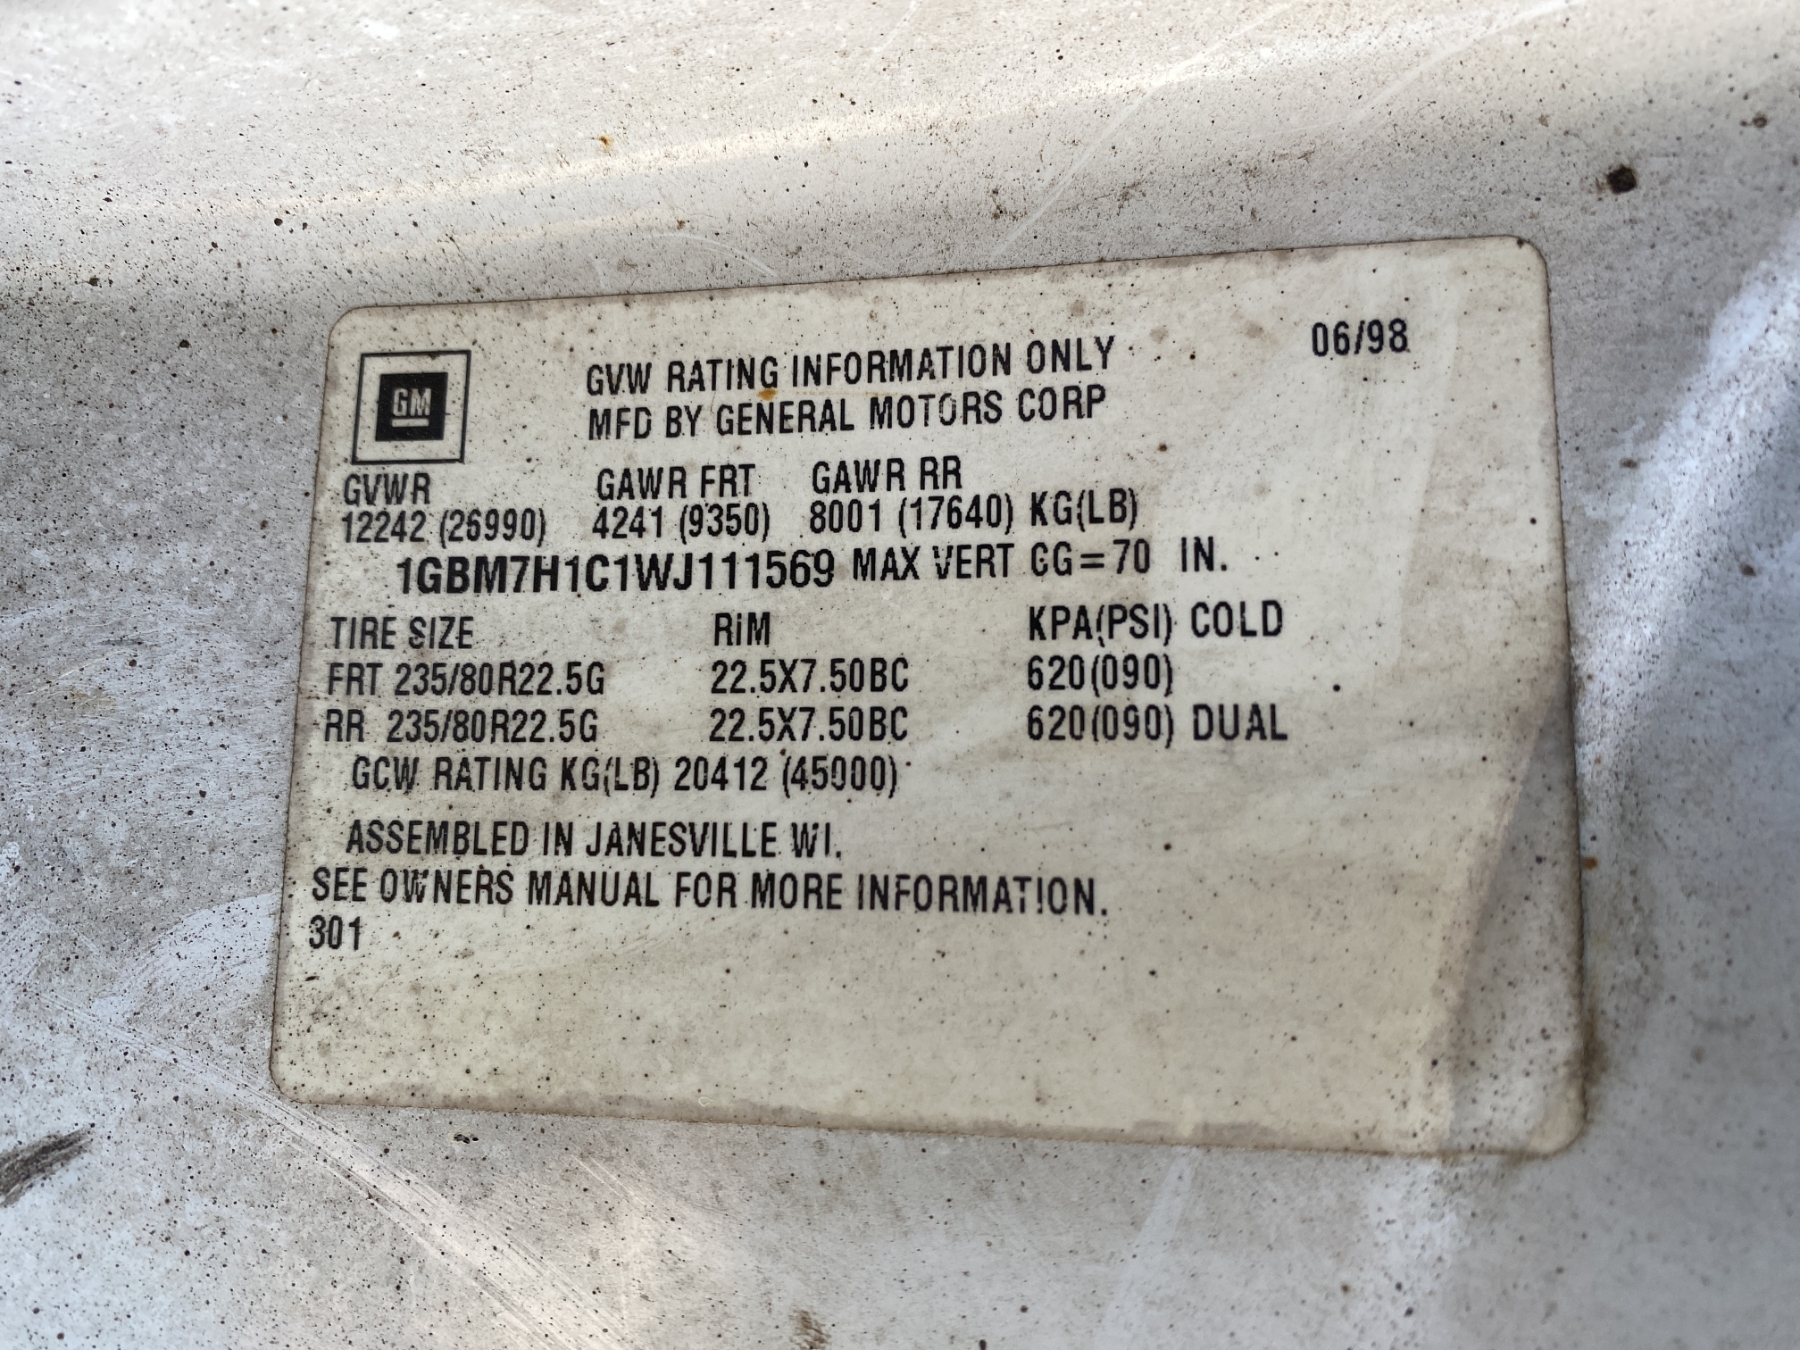 06/98
GM
GVW RATING INFORMATION ONLY
MFD BY GENERAL MOTORS CORP
GVWR GAWR FRT GAWR RR
12242 (26990) 4241 (9350) 8001 (17640) KG(LB)
1GBM7H1C1WJ111569 MAX VERT CG=70 IN.
TIRE SIZE RIM KPA(PSI) COLD
FRT 235/80R22.5G 22.5X7.50BC 620(090)
RR 235/80R22.5G 22.5X7.50BC 620(090) DUAL
GCW RATING KG(LB) 20412 (45000)
ASSEMBLED IN JANESVILLE WI.
SEE OWNERS MANUAL FOR MORE INFORMATION.
301